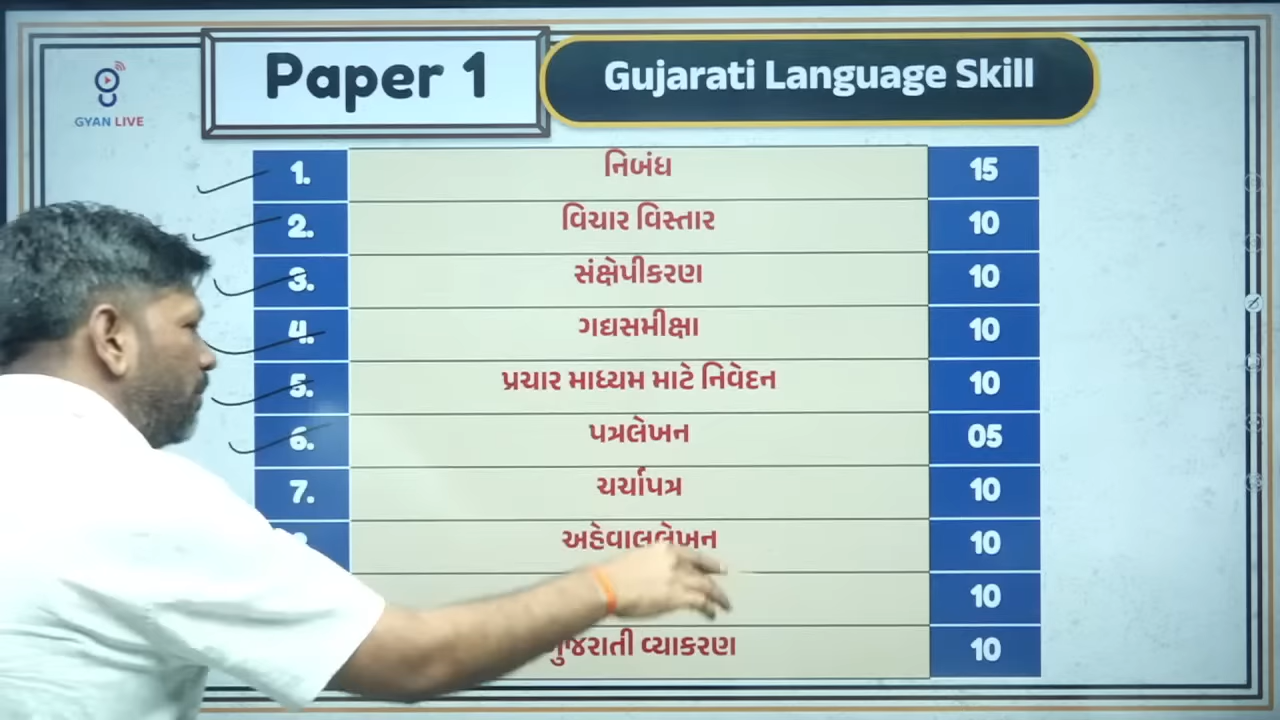 Paper 1
Gujarati Language Skill
GYAN LIVE
1. નિબંધ 15
2. વિચાર વિસ્તાર 10
3. સંક્ષેપીકરણ 10
4. ગદ્યસમીક્ષા 10
5. પ્રચાર માધ્યમ માટે નિવેદન 10
6. પત્રલેખન 05
7. ચર્ચાપત્ર 10
અહેવાલલેખન 10
10
ગુજરાતી વ્યાકરણ 10